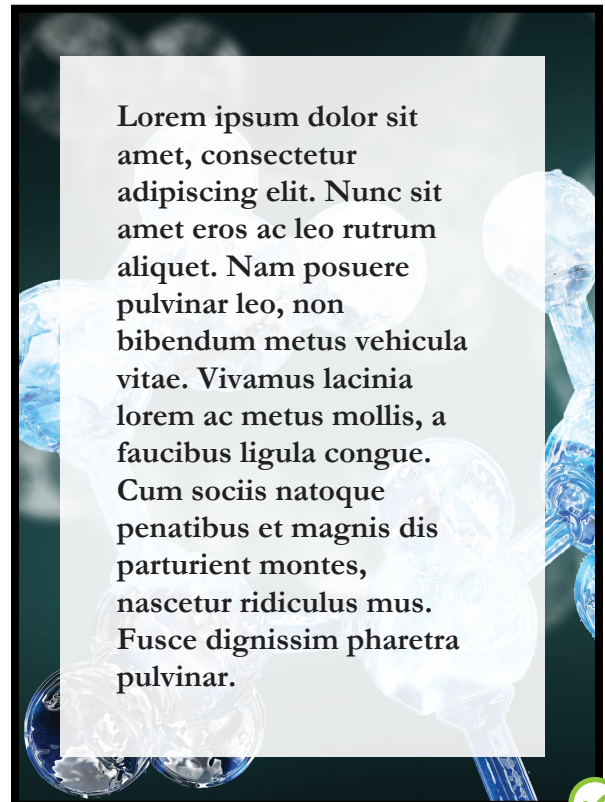 Lorem ipsum dolor sit
amet, consectetur
adipiscing elit. Nunc sit
amet eros ac leo rutrum
aliquet. Nam posuere
pulvinar leo, non
bibendum metus vehicula
vitae. Vivamus lacinia
lorem ac metus mollis, a
faucibus ligula congue.
Cum sociis natoque
penatibus et magnis dis
parturient montes,
nascetur ridiculus mus.
Fusce dignissim pharetra
pulvinar.